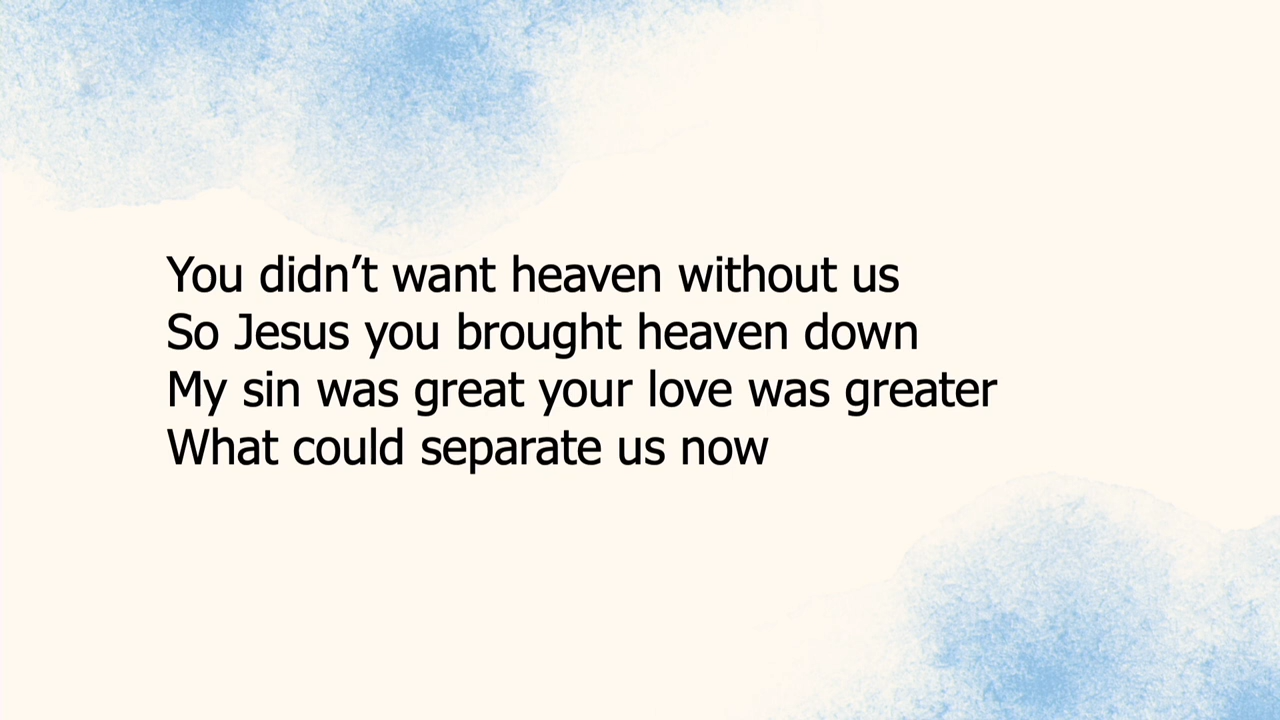 You didn’t want heaven without us
So Jesus you brought heaven down
My sin was great your love was greater
What could separate us now